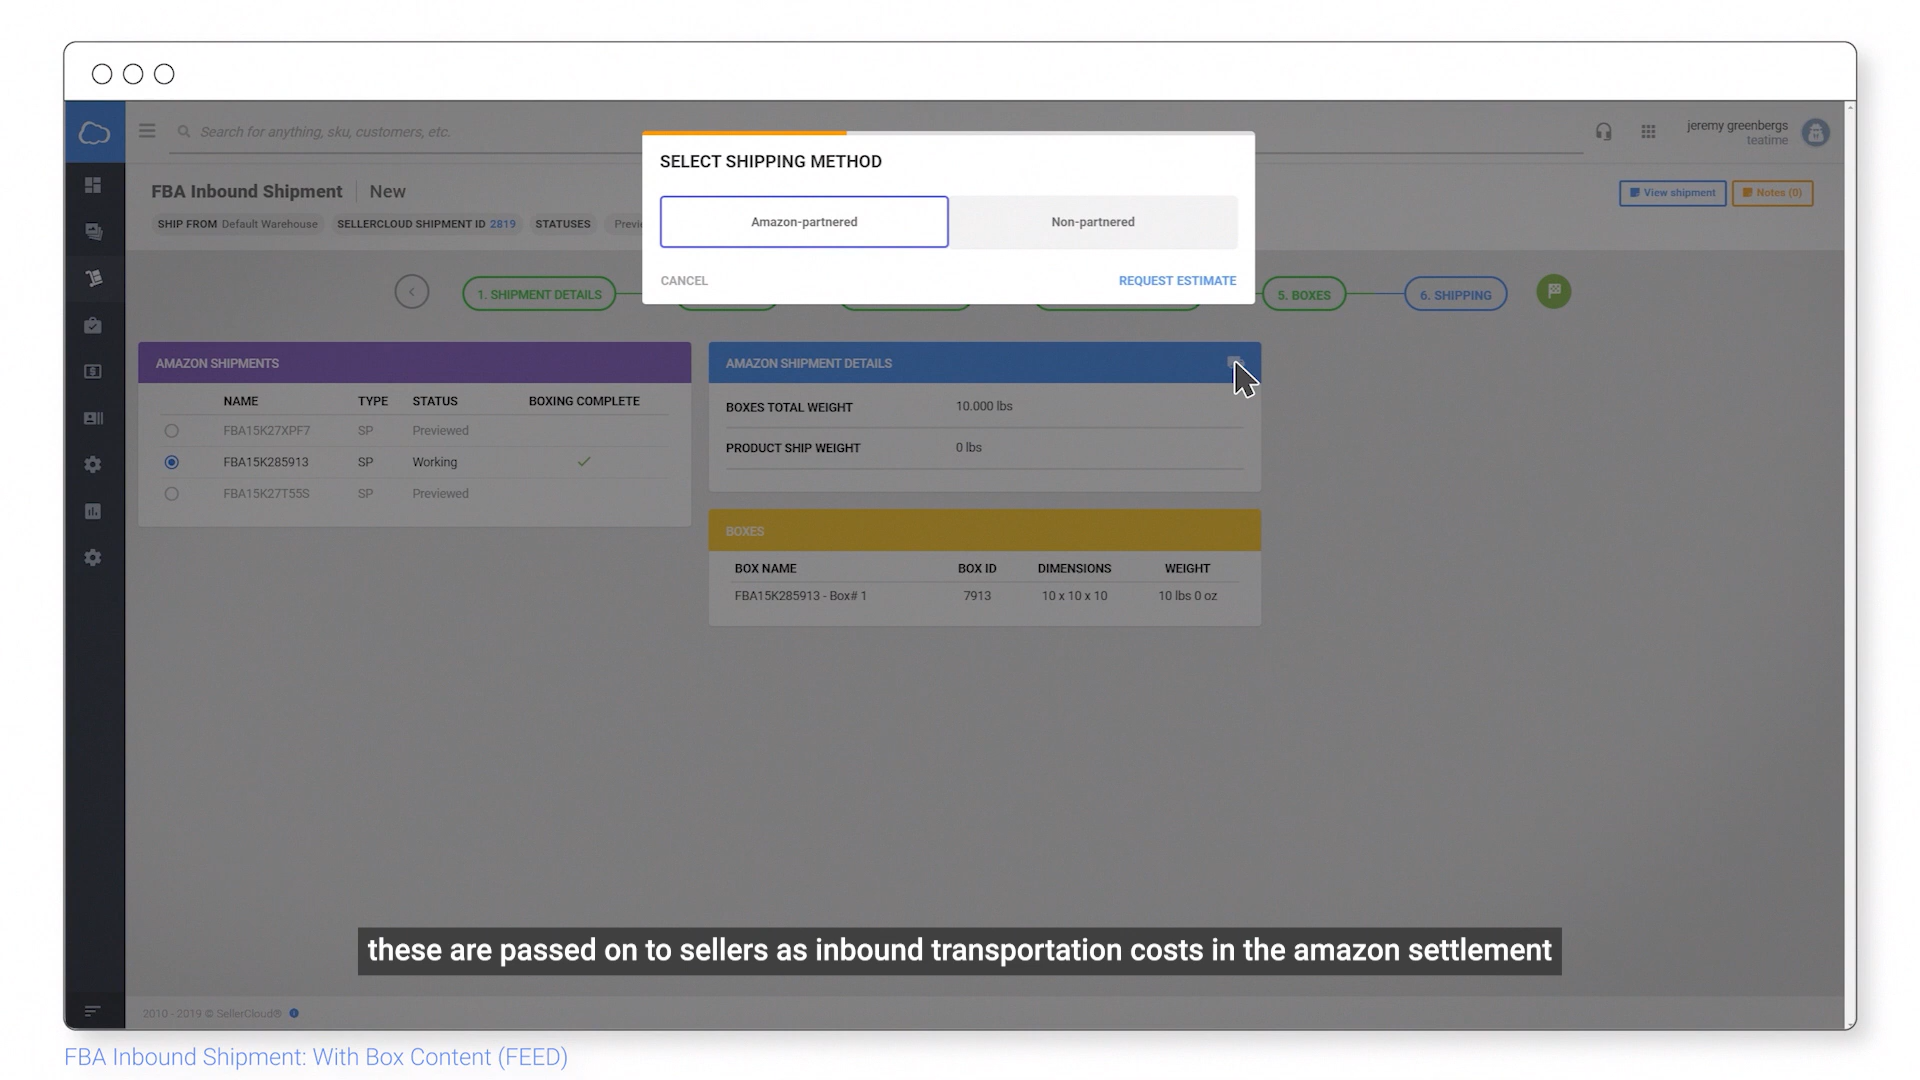 Search for anything, sku, customers, etc.
jeremy greenbergs
teatime
SELECT SHIPPING METHOD
Amazon-partnered
Non-partnered
CANCEL
REQUEST ESTIMATE
FBA Inbound Shipment | New
View shipment
Notes (0)
SHIP FROM Default Warehouse
SELLERCLOUD SHIPMENT ID 2819
STATUSES
1. SHIPMENT DETAILS
5. BOXES
6. SHIPPING
AMAZON SHIPMENTS
NAME TYPE STATUS BOXING COMPLETE
FBA15K27XPF7 SP Previewed
FBA15K285913 SP Working
FBA15K27T55S SP Previewed
AMAZON SHIPMENT DETAILS
BOXES TOTAL WEIGHT 10.000 lbs
PRODUCT SHIP WEIGHT 0 lbs
BOXES
BOX NAME BOX ID DIMENSIONS WEIGHT
FBA15K285913 - Box# 1 7913 10 x 10 x 10 10 lbs 0 oz
these are passed on to sellers as inbound transportation costs in the amazon settlement
2010 - 2019 © SellerCloud®
FBA Inbound Shipment: With Box Content (FEED)